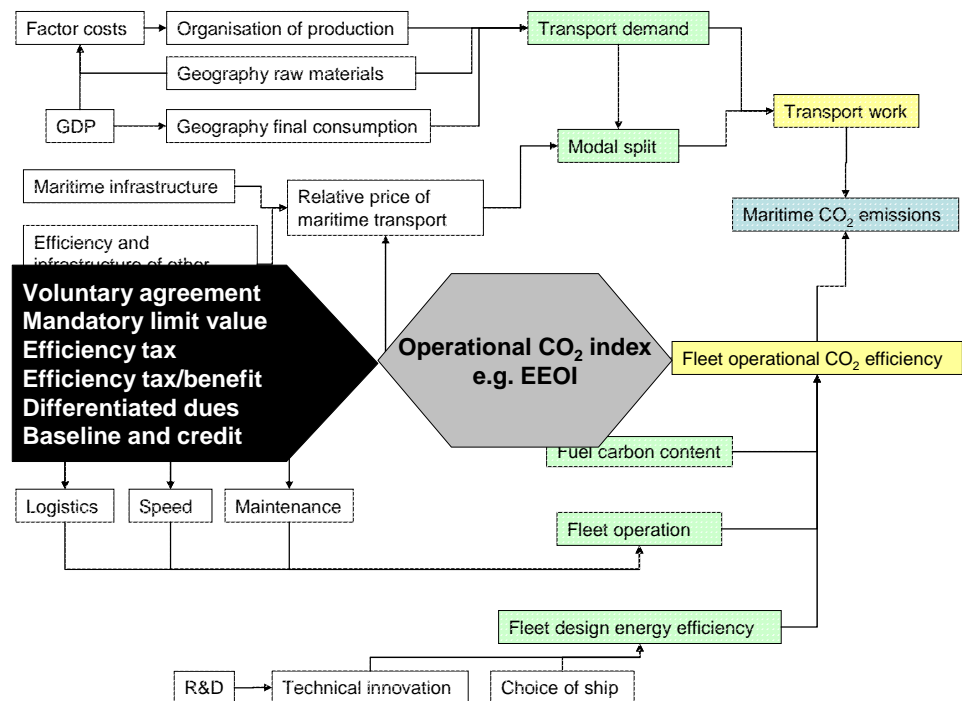 Factor costs
Organisation of production
Transport demand
Geography raw materials
Transport work
GDP
Geography final consumption
Modal split
Maritime infrastructure
Relative price of
maritime transport
Maritime CO₂ emissions
Efficiency and
infrastructure of other
Voluntary agreement
Mandatory limit value
Efficiency tax
Efficiency tax/benefit
Differentiated dues
Baseline and credit
Operational CO₂ index
e.g. EEOI
Fleet operational CO₂ efficiency
Fuel carbon content
Logistics
Speed
Maintenance
Fleet operation
Fleet design energy efficiency
R&D
Technical innovation
Choice of ship